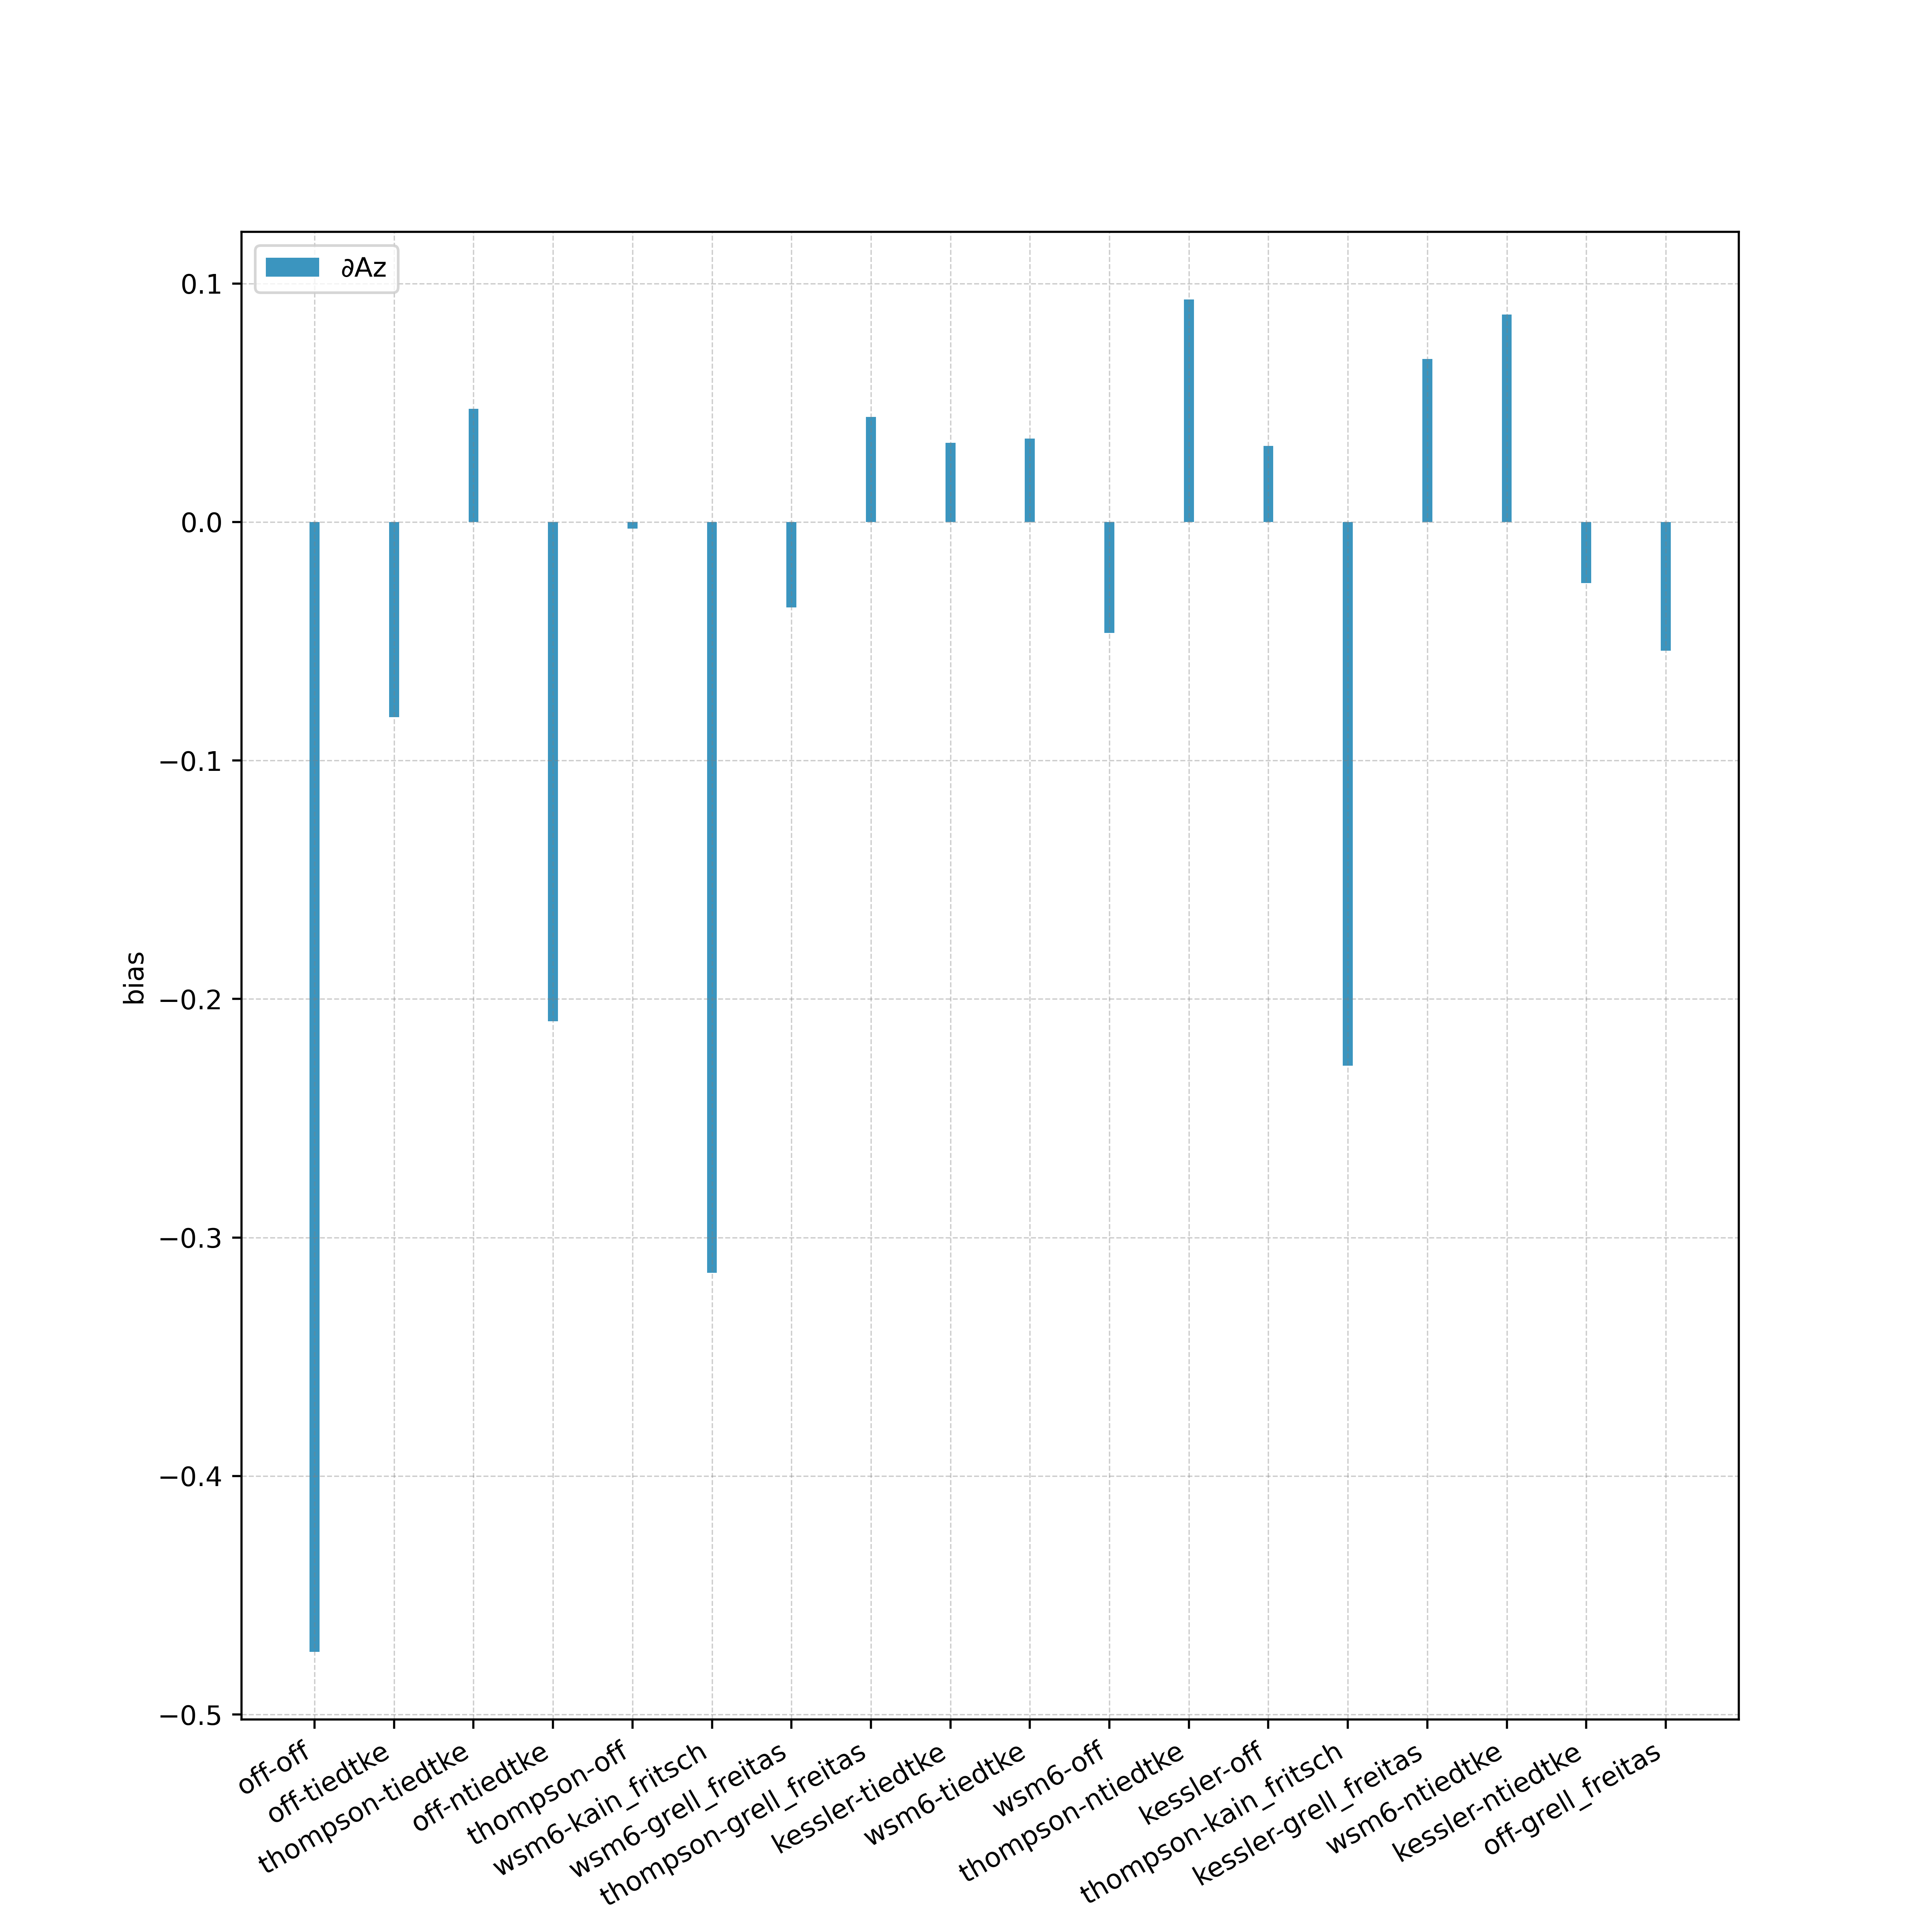 ∂Az
0.1
0.0
−0.1
bias
−0.2
−0.3
−0.4
−0.5
off-off
off-tiedtke
thompson-tiedtke
off-ntiedtke
thompson-off
wsm6-kain_fritsch
wsm6-grell_freitas
thompson-grell_freitas
kessler-tiedtke
wsm6-tiedtke
wsm6-off
thompson-ntiedtke
kessler-off
thompson-kain_fritsch
kessler-grell_freitas
wsm6-ntiedtke
kessler-ntiedtke
off-grell_freitas